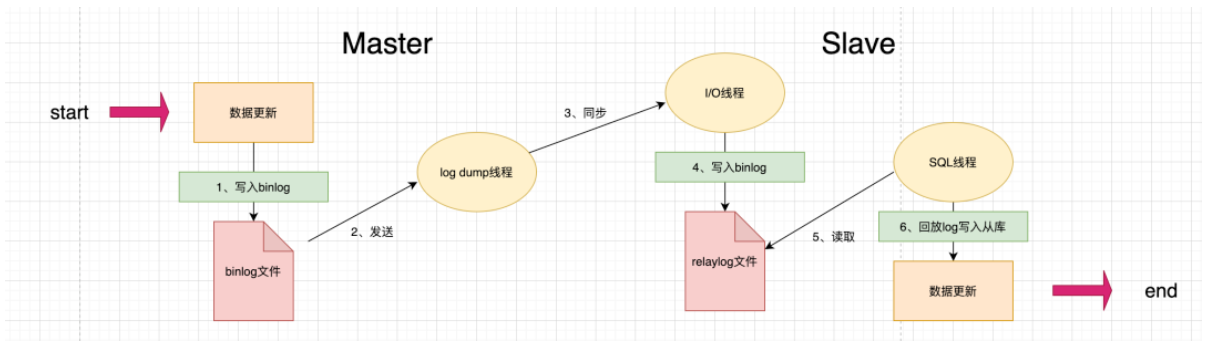 Master
Slave
start
数据更新
1、写入binlog
binlog文件
2、发送
log dump线程
3、同步
I/O线程
4、写入binlog
relaylog文件
5、读取
SQL线程
6、回放log写入从库
数据更新
end